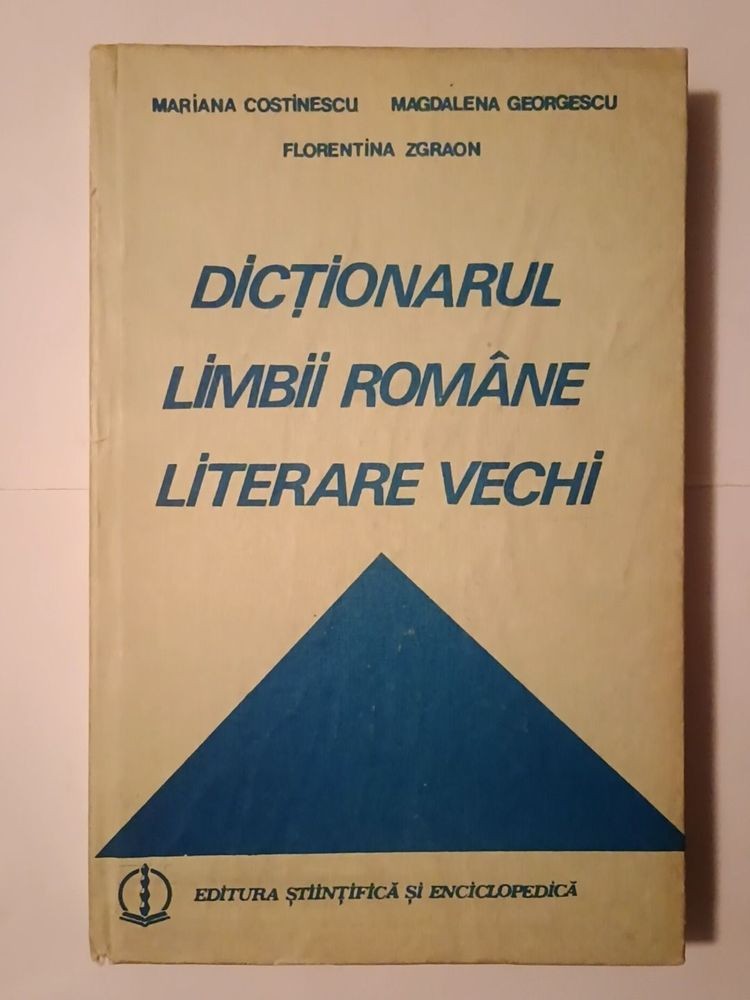 MARIANA COSTINESCU MAGDALENA GEORGESCU
FLORENTINA ZGRAON
DICȚIONARUL
LIMBII ROMÂNE
LITERARE VECHI
EDITURA ȘTIINȚIFICĂ ȘI ENCICLOPEDICĂ